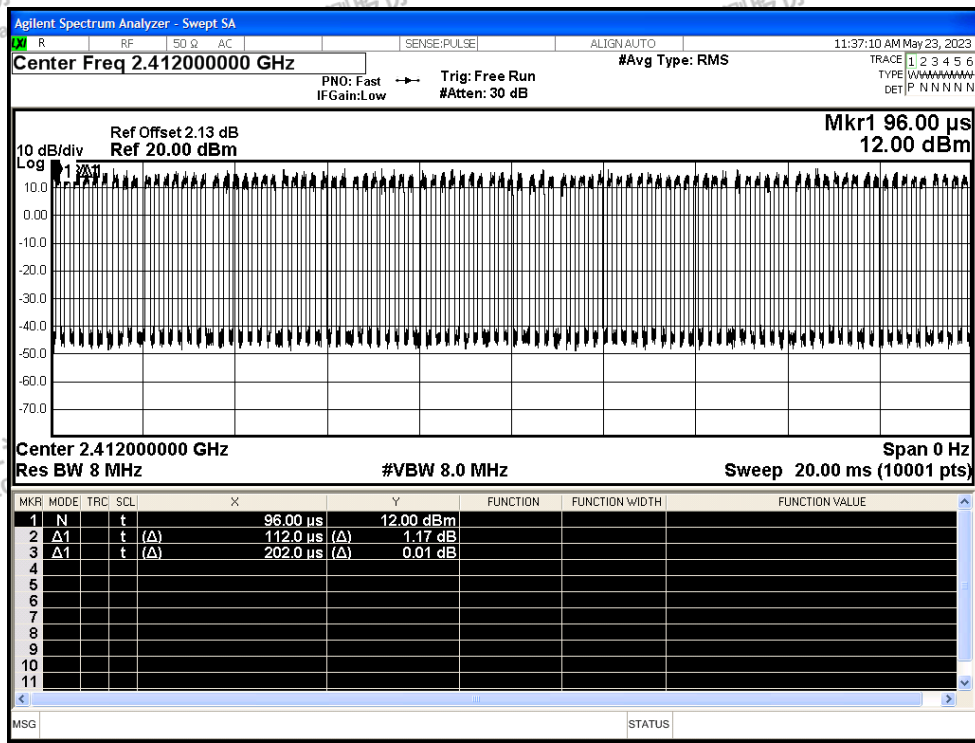 Agilent Spectrum Analyzer - Swept SA
LXI R RF 50 Ω AC SENSE:PULSE ALIGN AUTO 11:37:10 AM May 23, 2023
Center Freq 2.412000000 GHz
PNO: Fast
IFGain:Low
Trig: Free Run
#Atten: 30 dB
#Avg Type: RMS
TRACE 1 2 3 4 5 6
TYPE WWWWWW
DET P N N N N N
Mkr1 96.00 µs
12.00 dBm
Ref Offset 2.13 dB
10 dB/div Ref 20.00 dBm
Log
10.0
0.00
-10.0
-20.0
-30.0
-40.0
-50.0
-60.0
-70.0
Center 2.412000000 GHz Span 0 Hz
Res BW 8 MHz #VBW 8.0 MHz Sweep 20.00 ms (10001 pts)
MKR MODE TRC SCL X Y FUNCTION FUNCTION WIDTH FUNCTION VALUE
1 N t 96.00 µs 12.00 dBm
2 Δ1 t (Δ) 112.0 µs (Δ) 1.17 dB
3 Δ1 t (Δ) 202.0 µs (Δ) 0.01 dB
4
5
6
7
8
9
10
11
MSG STATUS